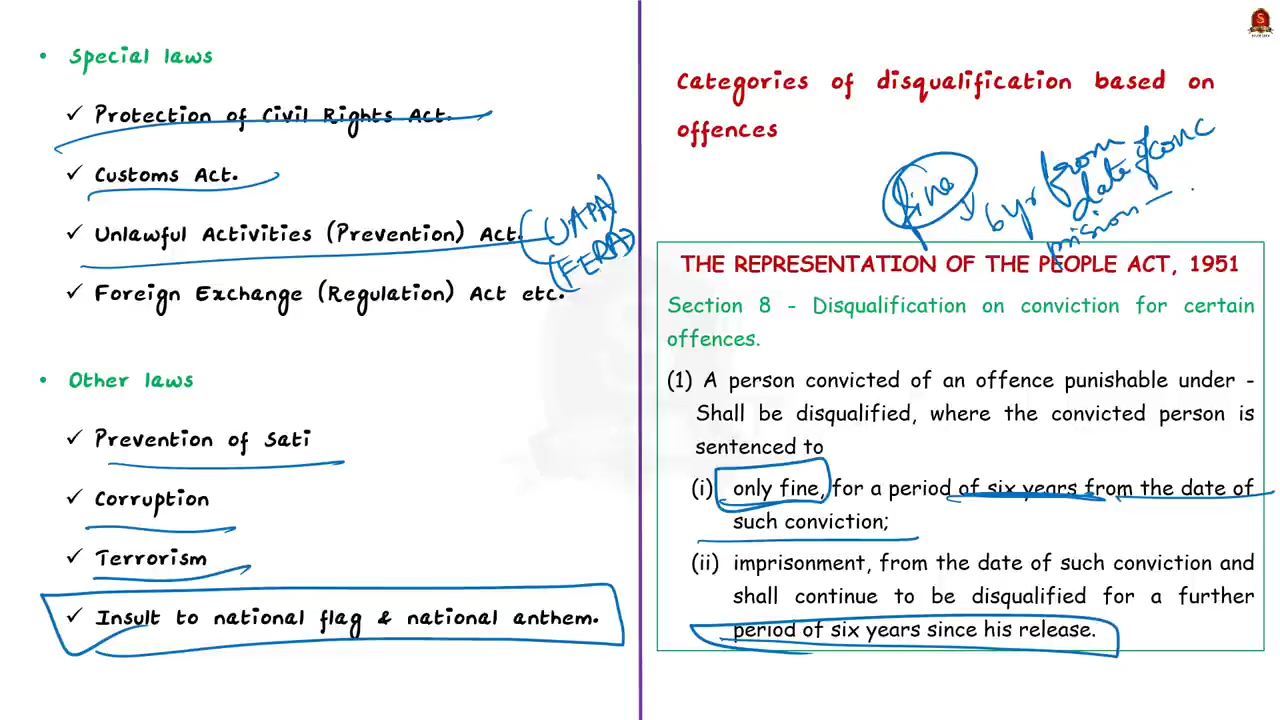 • Special laws
✓ Protection of Civil Rights Act.
✓ Customs Act.
✓ Unlawful Activities (Prevention) Act.
(UAPA)
(FERA)
✓ Foreign Exchange (Regulation) Act etc.
• Other laws
✓ Prevention of Sati
✓ Corruption
✓ Terrorism
✓ Insult to national flag & national anthem.
Categories of disqualification based on
offences
fine
6 yr from
date of conc
mision
THE REPRESENTATION OF THE PEOPLE ACT, 1951
Section 8 - Disqualification on conviction for certain
offences.
(1) A person convicted of an offence punishable under -
Shall be disqualified, where the convicted person is
sentenced to
(i) only fine, for a period of six years from the date of
such conviction;
(ii) imprisonment, from the date of such conviction and
shall continue to be disqualified for a further
period of six years since his release.